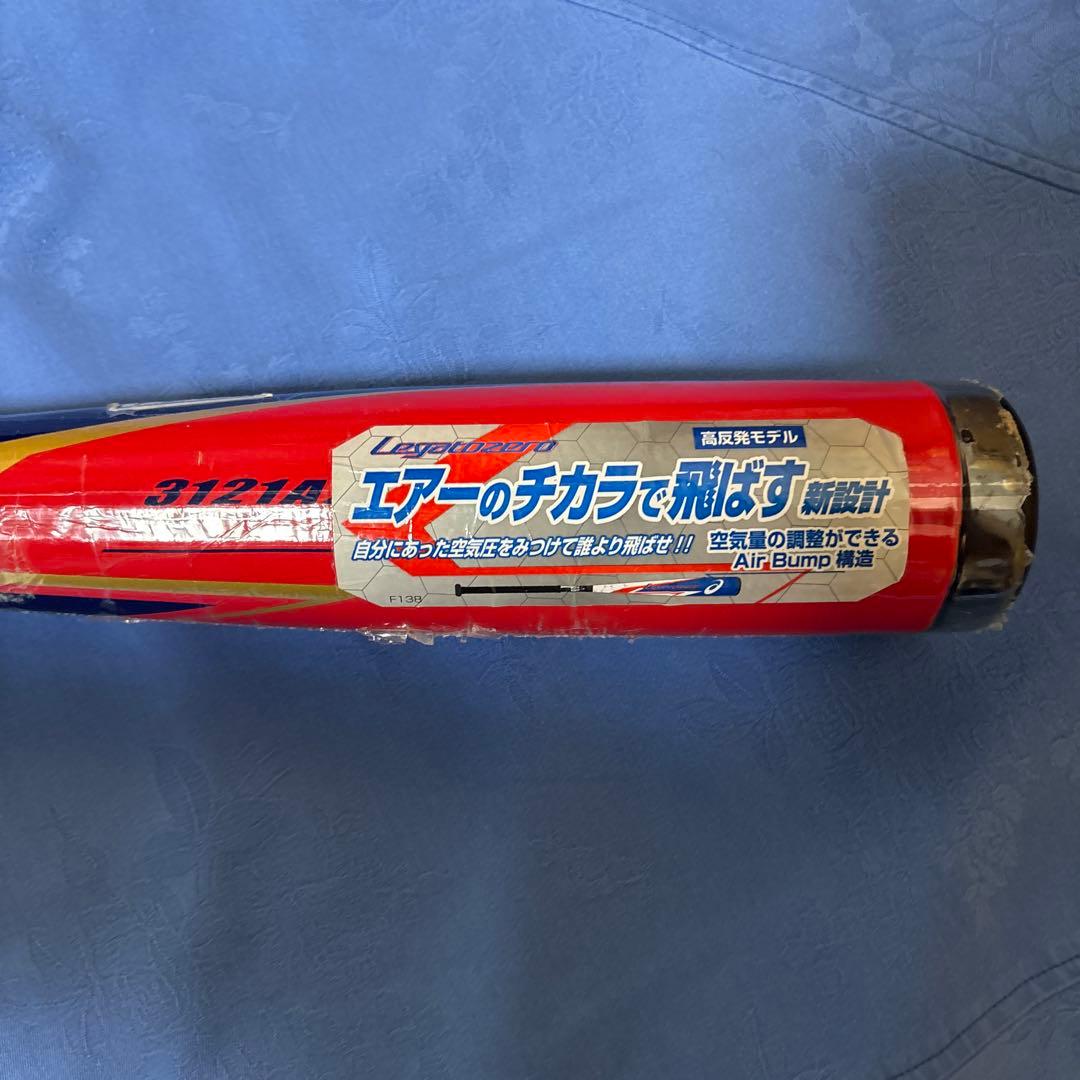 Legatozero
高反発モデル
エアーのチカラで飛ばす 新設計
自分にあった空気圧をみつけて誰より飛ばせ!!
空気量の調整ができる
Air Bump 構造
F138
3121A